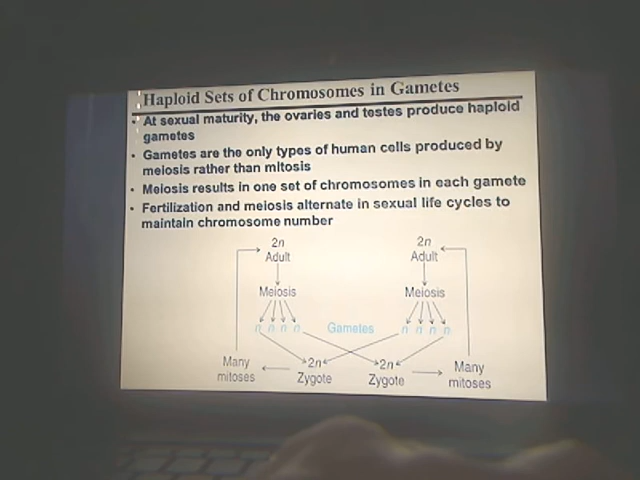 Haploid Sets of Chromosomes in Gametes
• At sexual maturity, the ovaries and testes produce haploid
gametes
• Gametes are the only types of human cells produced by
meiosis rather than mitosis
• Meiosis results in one set of chromosomes in each gamete
• Fertilization and meiosis alternate in sexual life cycles to
maintain chromosome number
2n 2n
Adult Adult
Meiosis Meiosis
n n n n Gametes n n n n
Many 2n 2n Many
mitoses Zygote Zygote mitoses